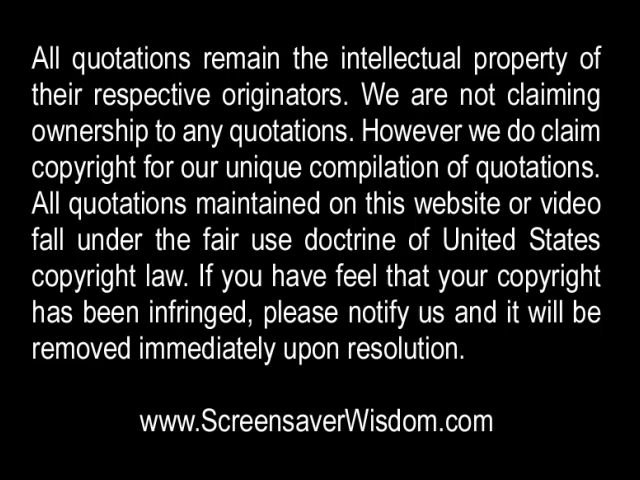 All quotations remain the intellectual property of
their respective originators. We are not claiming
ownership to any quotations. However we do claim
copyright for our unique compilation of quotations.
All quotations maintained on this website or video
fall under the fair use doctrine of United States
copyright law. If you have feel that your copyright
has been infringed, please notify us and it will be
removed immediately upon resolution.
www.ScreensaverWisdom.com